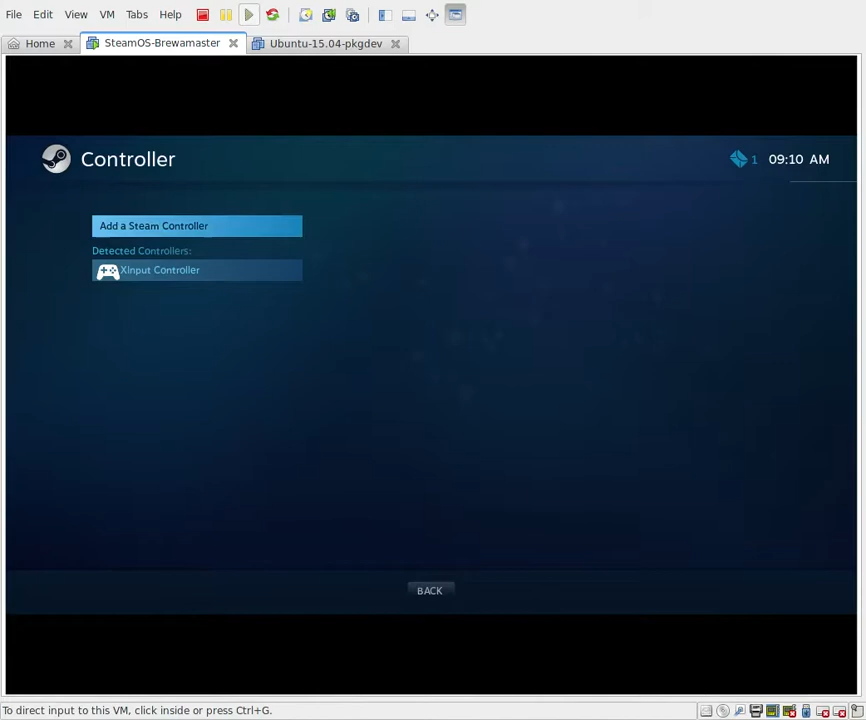 File Edit View VM Tabs Help
Home SteamOS-Brewamaster Ubuntu-15.04-pkgdev
Controller 1 09:10 AM
Add a Steam Controller
Detected Controllers:
XInput Controller
BACK
To direct input to this VM, click inside or press Ctrl+G.